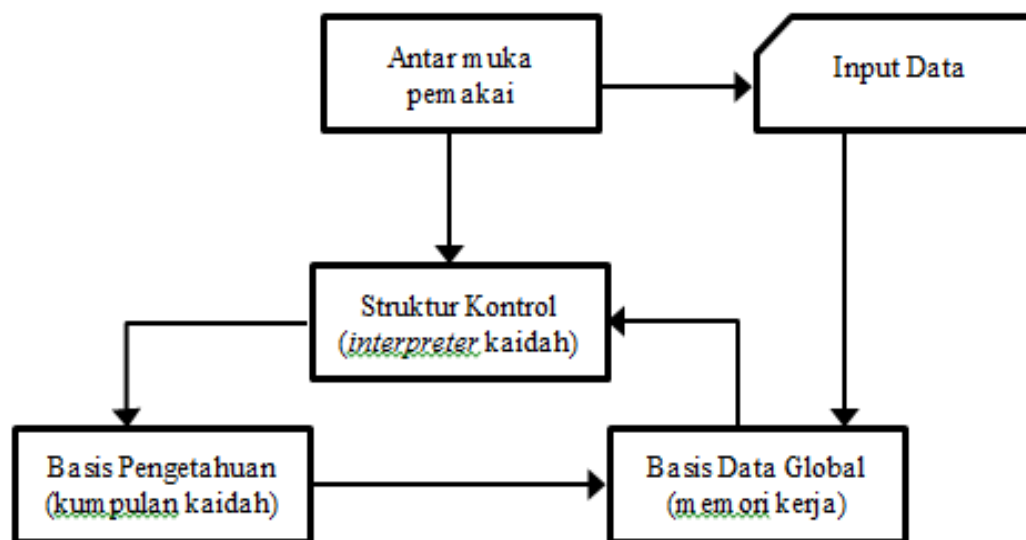 Antar muka
pemakai
Input Data
Struktur Kontrol
(interpreter kaidah)
Basis Pengetahuan
(kumpulan kaidah)
Basis Data Global
(memori kerja)